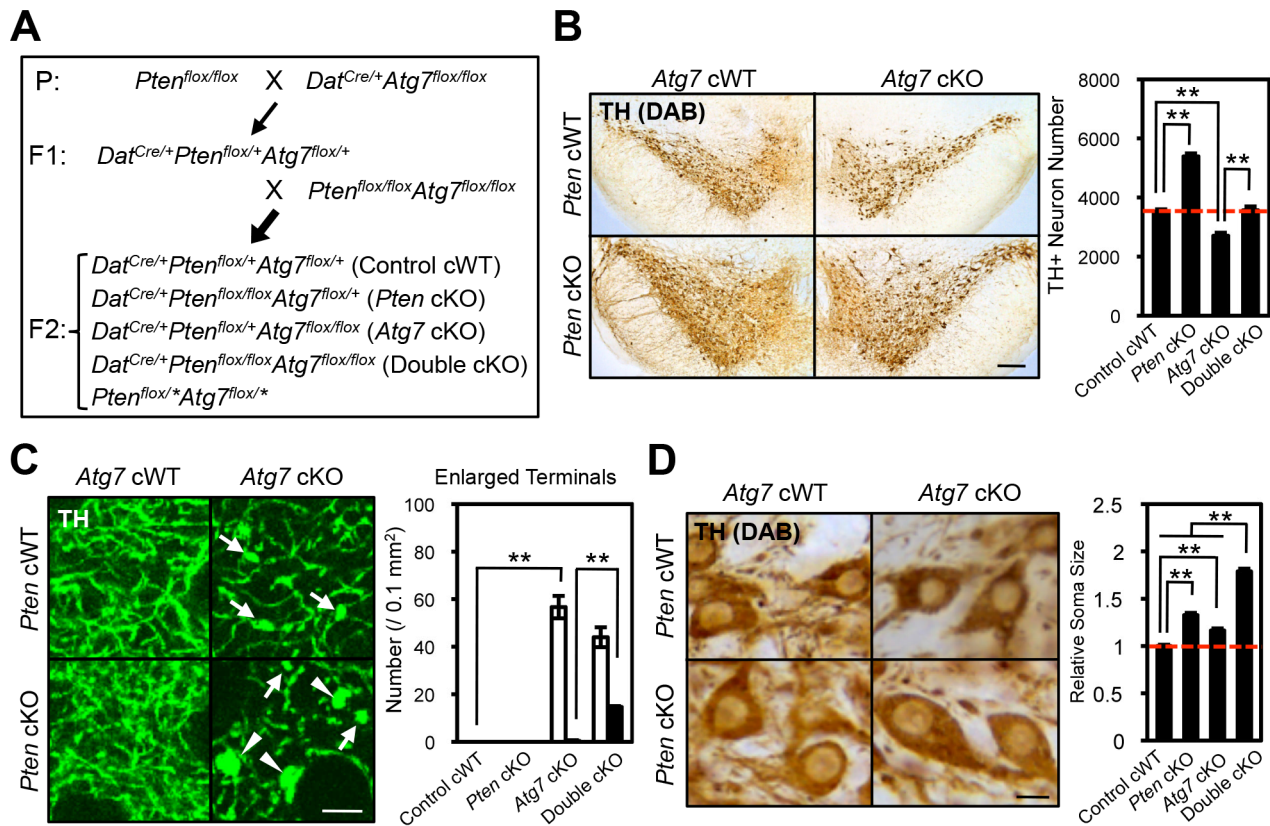 A
P: Pten^flox/flox X Dat^Cre/+Atg7^flox/flox
F1: Dat^Cre/+Pten^flox/+Atg7^flox/+
X Pten^flox/floxAtg7^flox/flox
Dat^Cre/+Pten^flox/+Atg7^flox/+ (Control cWT)
Dat^Cre/+Pten^flox/floxAtg7^flox/+ (Pten cKO)
F2: Dat^Cre/+Pten^flox/+Atg7^flox/flox (Atg7 cKO)
Dat^Cre/+Pten^flox/floxAtg7^flox/flox (Double cKO)
Pten^flox/*Atg7^flox/*
B
Atg7 cWT Atg7 cKO
TH (DAB)
Pten cWT
Pten cKO
TH+ Neuron Number
8000
6000
4000
2000
0
**
**
**
Control cWT
Pten cKO
Atg7 cKO
Double cKO
C
Atg7 cWT Atg7 cKO
TH
Pten cWT
Pten cKO
Enlarged Terminals
Number (/ 0.1 mm²)
100
80
60
40
20
0
** **
Control cWT
Pten cKO
Atg7 cKO
Double cKO
D
Atg7 cWT Atg7 cKO
TH (DAB)
Pten cWT
Pten cKO
Relative Soma Size
2.5
2
1.5
1
0.5
0
**
**
**
Control cWT
Pten cKO
Atg7 cKO
Double cKO